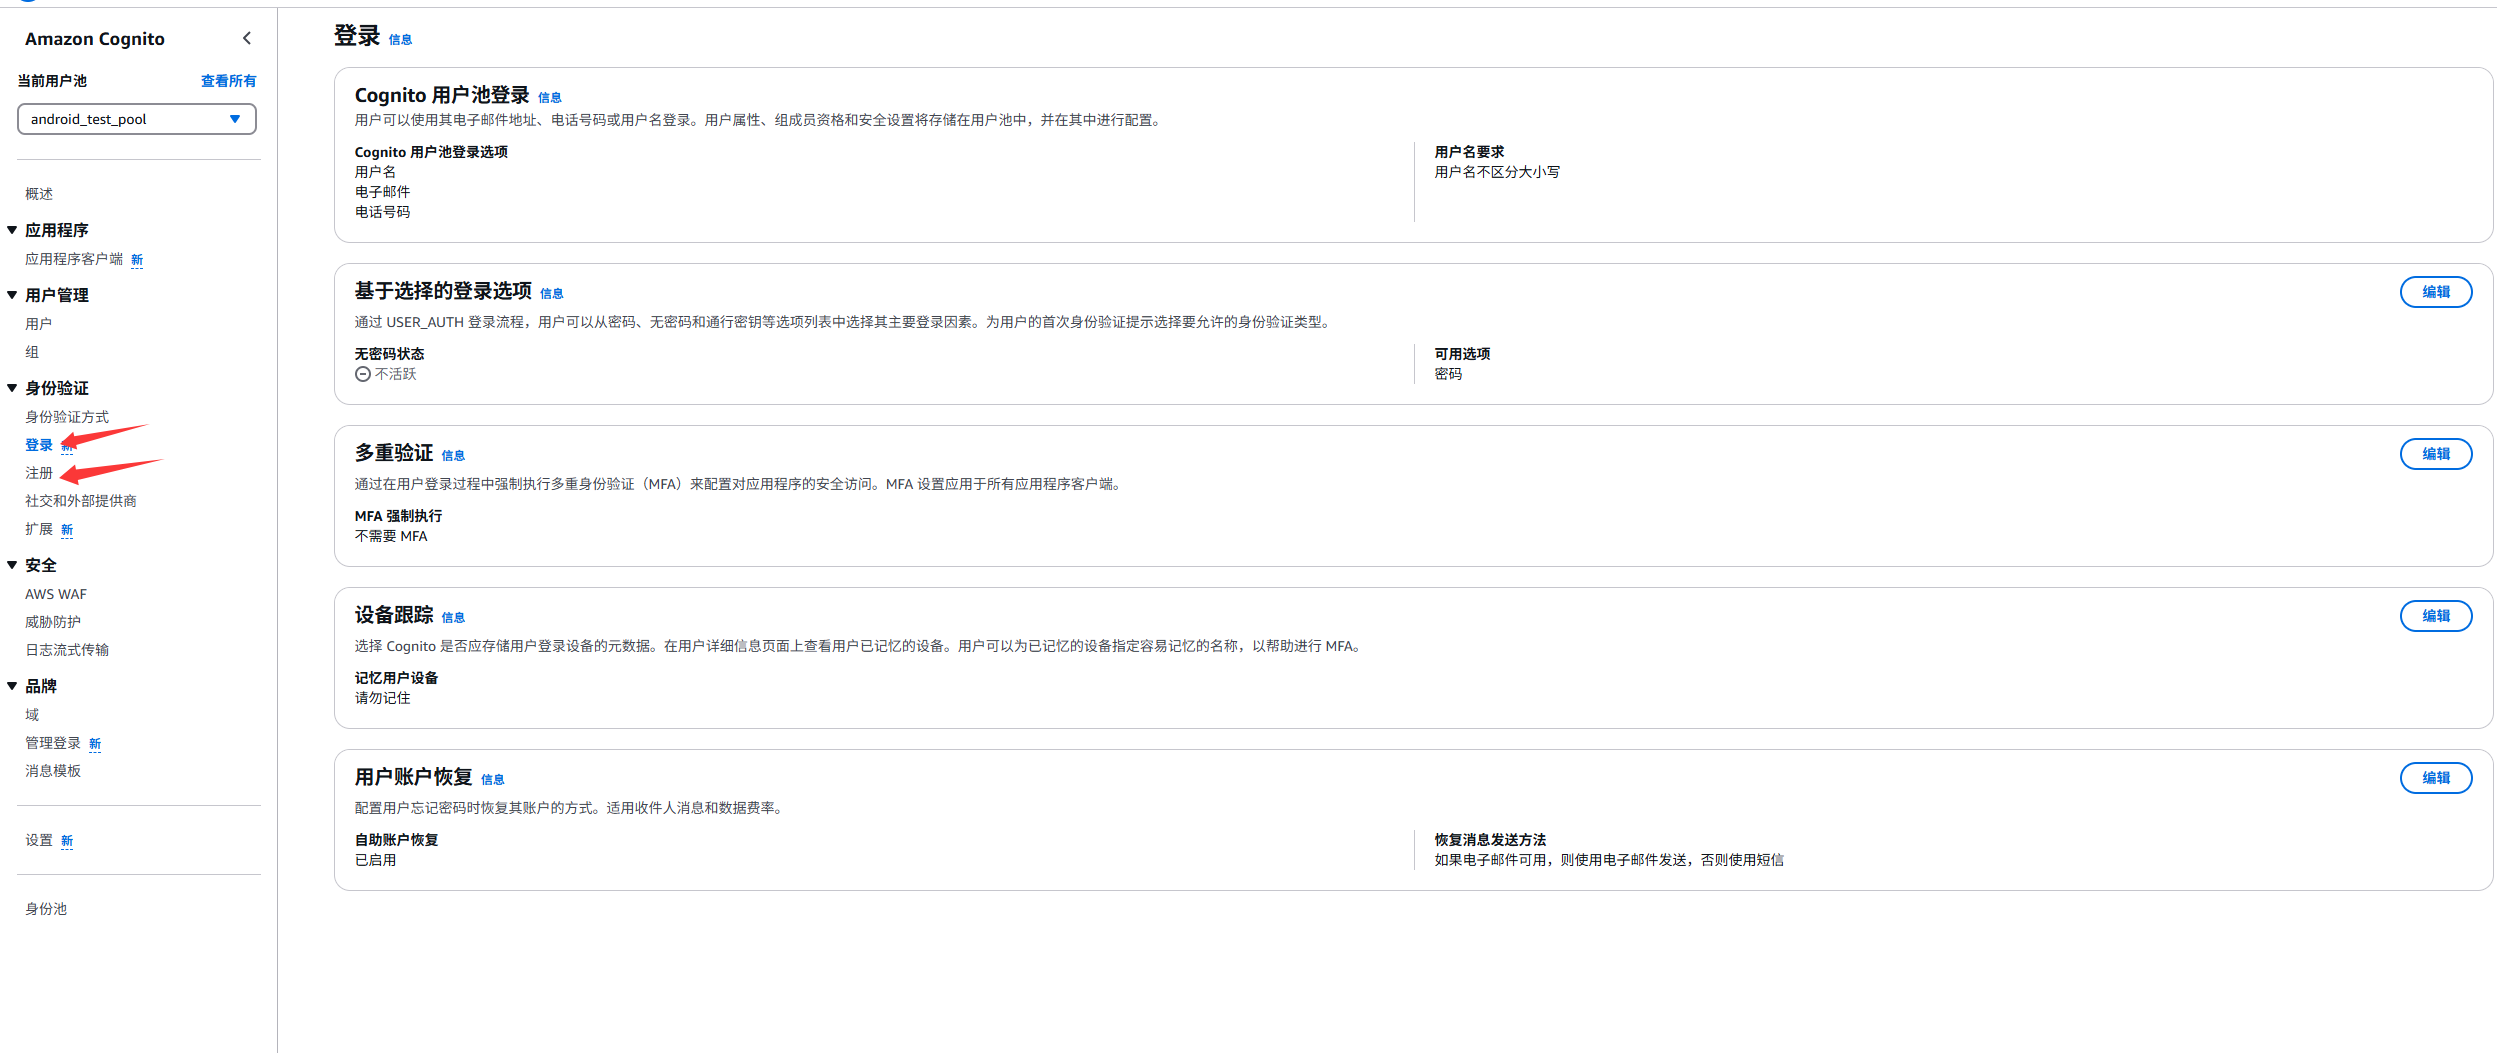 Amazon Cognito
当前用户池
查看所有
android_test_pool
概述
应用程序
应用程序客户端 新
用户管理
用户
组
身份验证
身份验证方式
登录 新
注册
社交和外部提供商
扩展 新
安全
AWS WAF
威胁防护
日志流式传输
品牌
域
管理登录 新
消息模板
设置 新
身份池
登录 信息
Cognito 用户池登录 信息
用户可以使用其电子邮件地址、电话号码或用户名登录。用户属性、组成员资格和安全设置将存储在用户池中，并在其中进行配置。
Cognito 用户池登录选项
用户名
电子邮件
电话号码
用户名要求
用户名不区分大小写
基于选择的登录选项 信息
编辑
通过 USER_AUTH 登录流程，用户可以从密码、无密码和通行密钥等选项列表中选择其主要登录因素。为用户的首次身份验证提示选择要允许的身份验证类型。
无密码状态
不活跃
可用选项
密码
多重验证 信息
编辑
通过在用户登录过程中强制执行多重身份验证（MFA）来配置对应用程序的安全访问。MFA 设置应用于所有应用程序客户端。
MFA 强制执行
不需要 MFA
设备跟踪 信息
编辑
选择 Cognito 是否应存储用户登录设备的元数据。在用户详细信息页面上查看用户已记忆的设备。用户可以为已记忆的设备指定容易记忆的名称，以帮助进行 MFA。
记忆用户设备
请勿记住
用户账户恢复 信息
编辑
配置用户忘记密码时恢复其账户的方式。适用收件人消息和数据费率。
自助账户恢复
已启用
恢复消息发送方法
如果电子邮件可用，则使用电子邮件发送，否则使用短信